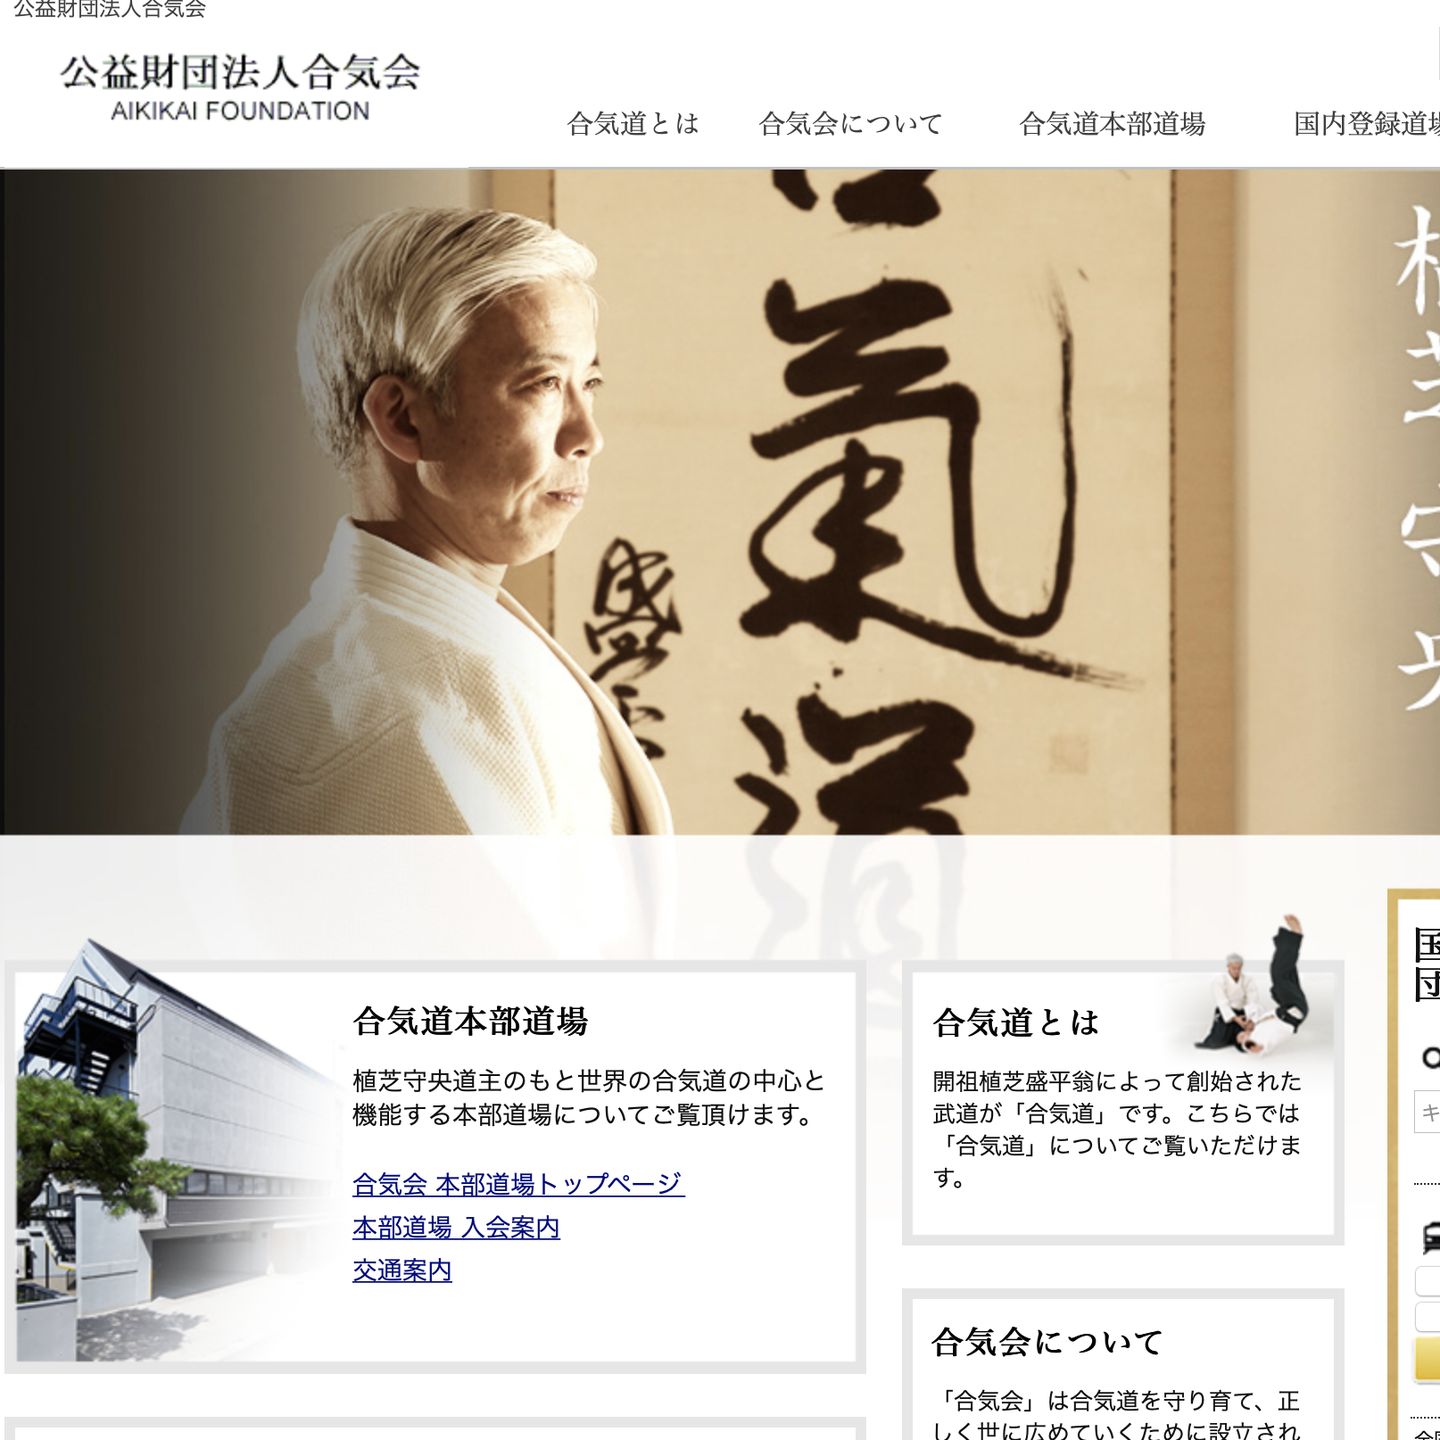 公益財団法人合気会
公益財団法人合気会
AIKIKAI FOUNDATION
合気道とは
合気会について
合気道本部道場
国内登録道場
植芝守央
氣
道
盛平
合気道本部道場
植芝守央道主のもと世界の合気道の中心と
機能する本部道場についてご覧頂けます。
合気会 本部道場トップページ
本部道場 入会案内
交通案内
合気道とは
開祖植芝盛平翁によって創始された
武道が「合気道」です。こちらでは
「合気道」についてご覧いただけま
す。
合気会について
「合気会」は合気道を守り育て、正
しく世に広めていくために設立され
キ